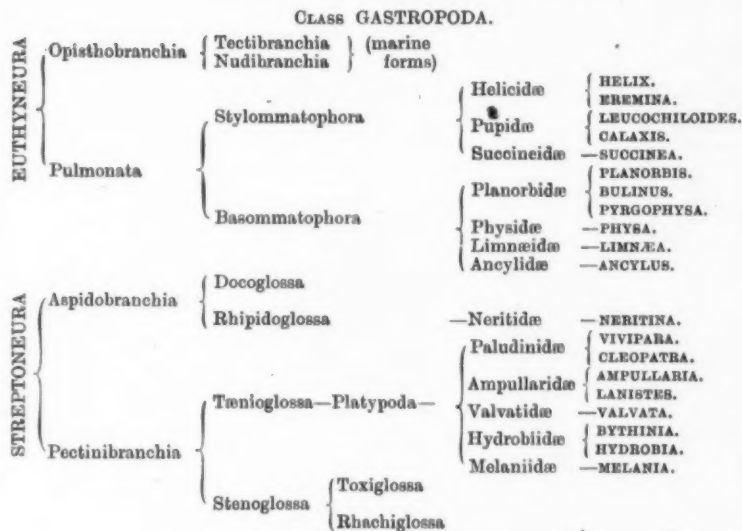 CLASS GASTROPODA.
EUTHYNEURA
Opisthobranchia
Tectibranchia
Nudibranchia
(marine
forms)
Pulmonata
Stylommatophora
Helicidæ
HELIX.
EREMINA.
Pupidæ
LEUCOCHILOIDES.
CALAXIS.
Succineidæ —SUCCINEA.
Basommatophora
Planorbidæ
PLANORBIS.
BULINUS.
PYRGOPHYSA.
Physidæ —PHYSA.
Limnæidæ —LIMNÆA.
Ancylidæ —ANCYLUS.
STREPTONEURA
Aspidobranchia
Docoglossa
Rhipidoglossa —Neritidæ —NERITINA.
Pectinibranchia
Tænioglossa—Platypoda—
Paludinidæ
VIVIPARA.
CLEOPATRA.
Ampullaridæ
AMPULLARIA.
LANISTES.
Valvatidæ —VALVATA.
Hydrobiidæ
BYTHINIA.
HYDROBIA.
Melaniidæ —MELANIA.
Stenoglossa
Toxiglossa
Rhachiglossa